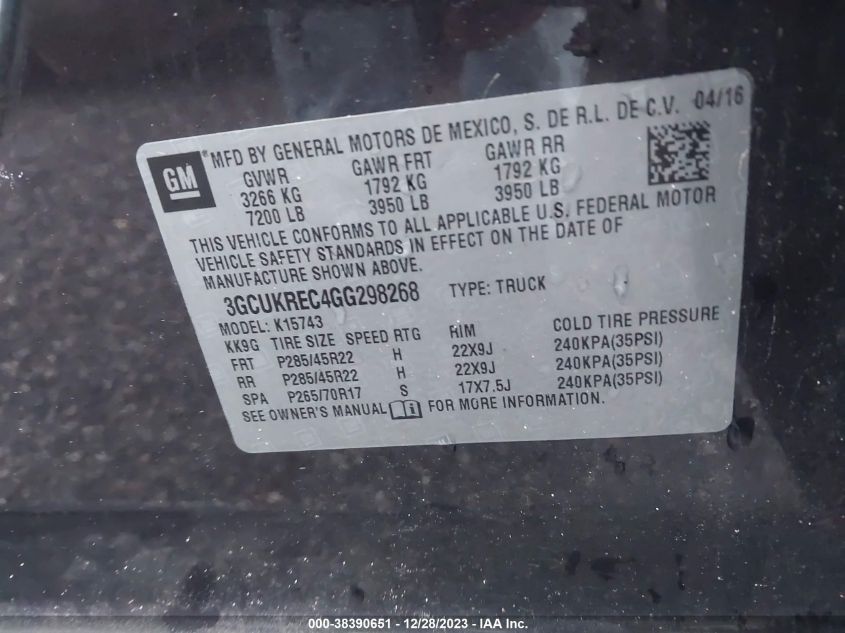 GM ® MFD BY GENERAL MOTORS DE MEXICO, S. DE R.L. DE C.V. 04/16
GVWR GAWR FRT GAWR RR
3266 KG 1792 KG 1792 KG
7200 LB 3950 LB 3950 LB
THIS VEHICLE CONFORMS TO ALL APPLICABLE U.S. FEDERAL MOTOR
VEHICLE SAFETY STANDARDS IN EFFECT ON THE DATE OF
MANUFACTURE SHOWN ABOVE.
3GCUKREC4GG298268 TYPE: TRUCK
MODEL: K15743
KK9G TIRE SIZE SPEED RTG RIM COLD TIRE PRESSURE
FRT P285/45R22 H 22X9J 240KPA(35PSI)
RR P285/45R22 H 22X9J 240KPA(35PSI)
SPA P265/70R17 S 17X7.5J 240KPA(35PSI)
SEE OWNER'S MANUAL i FOR MORE INFORMATION.
000-38390651 - 12/28/2023 - IAA Inc.